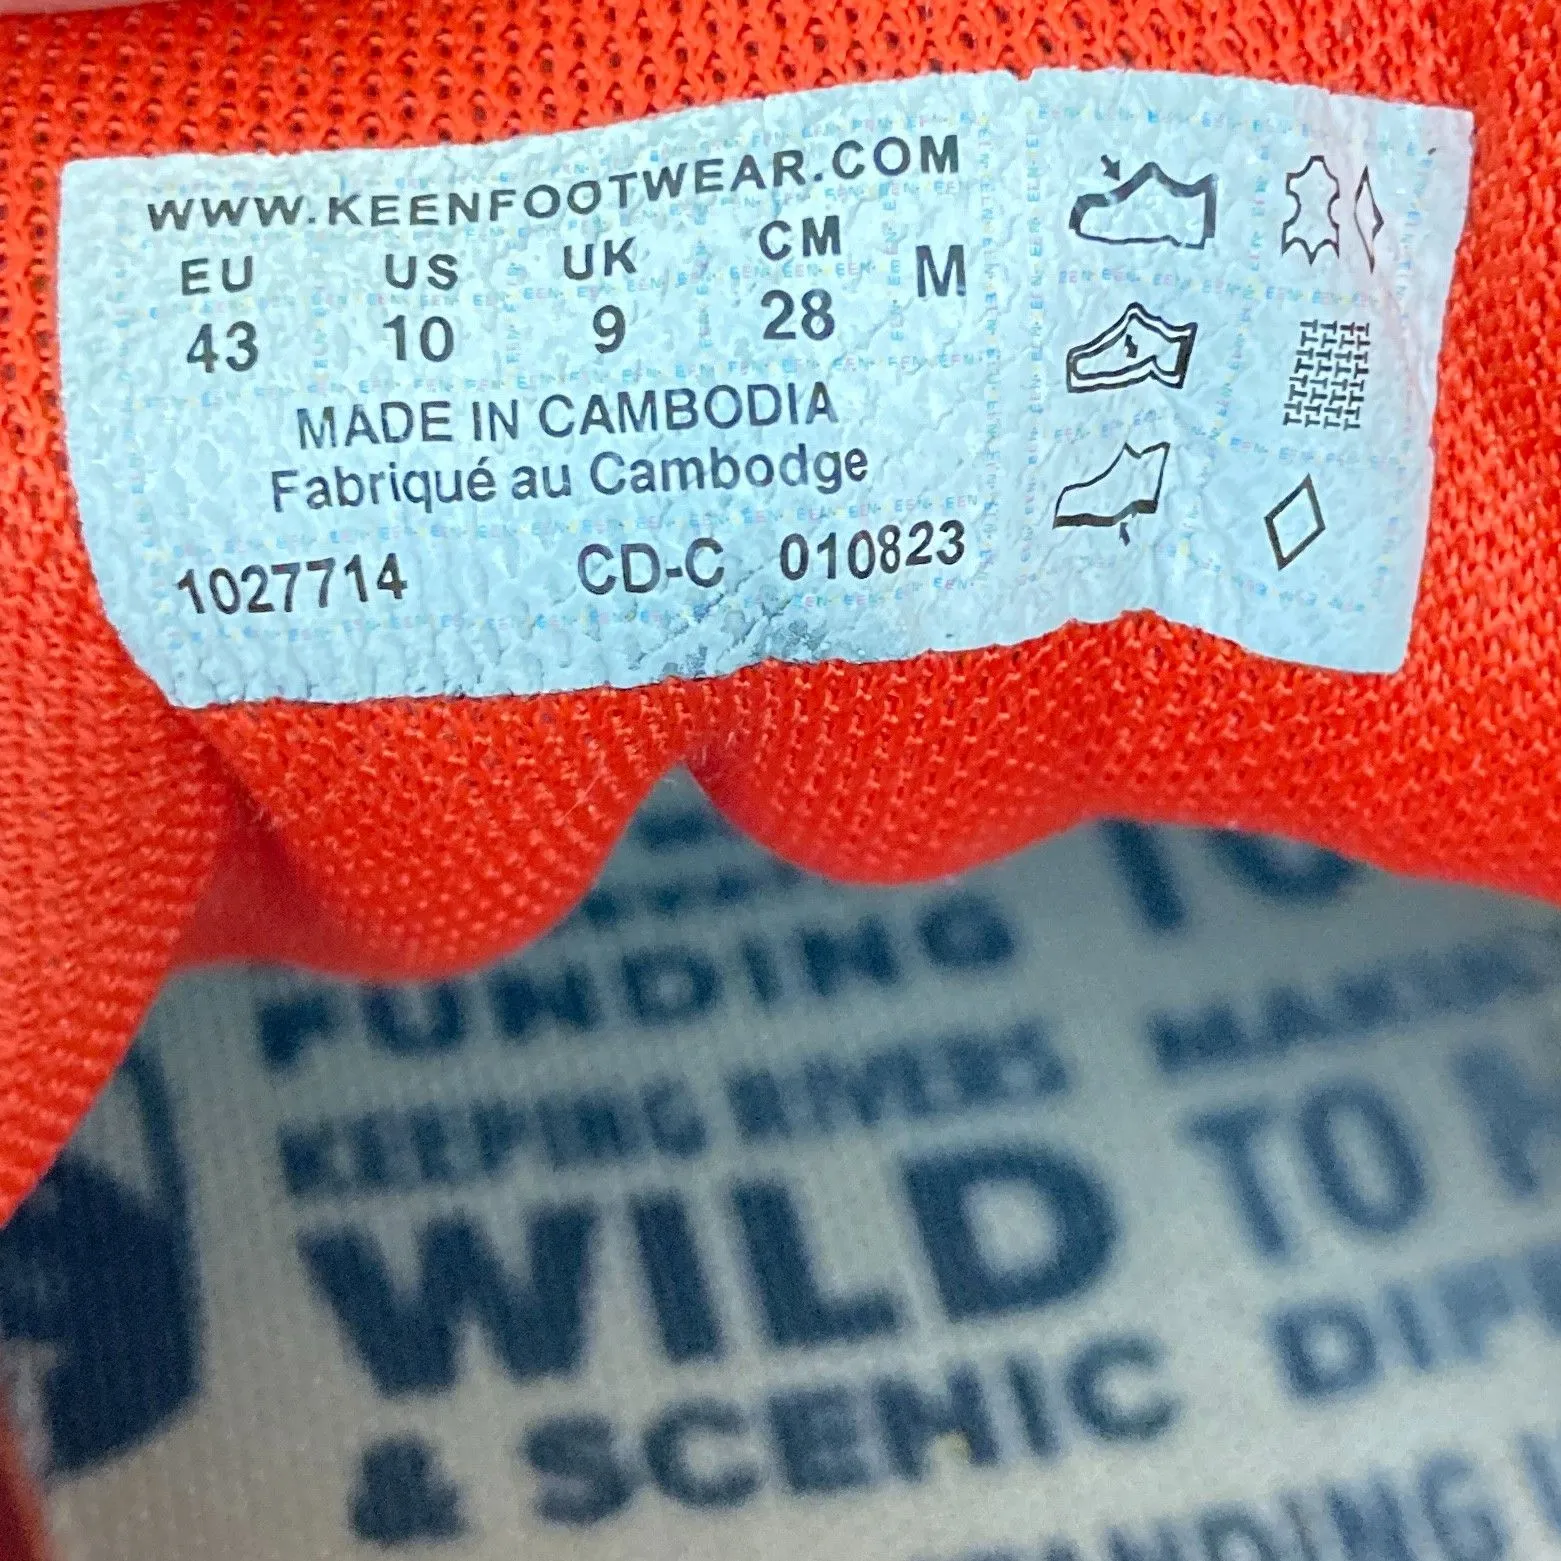 WWW.KEENFOOTWEAR.COM
EU US UK CM M
43 10 9 28
MADE IN CAMBODIA
Fabriqué au Cambodge
1027714 CD-C 010823
FUNDING
KEEPING RIVERS
WILD TO
& SCENIC